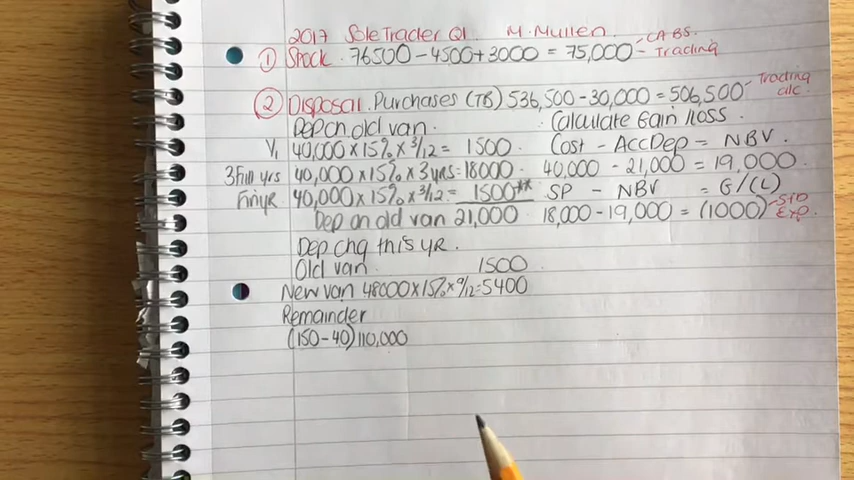 2017 Sole Trader Q1 M. Mullen
① Stock. 76500 - 4500 + 3000 = 75,000 - CA BS. Trading
② Disposal. Purchases (TB) 536,500 - 30,000 = 506,500 - Trading alc.
Dep on old van. Calculate Gain loss
Y1 40,000 x 15% x 3/12 = 1500. Cost - AccDep = NBV.
3 Full yrs 40,000 x 15% x 3 yrs = 18000. 40,000 - 21,000 = 19,000
Fin yr 40,000 x 15% x 3/12 = 1500** SP - NBV = G/(L)
Dep on old van 21,000 18,000 - 19,000 = (1000) - S+D Exp.
Dep chg this yr.
Old van. 1500
New van 48000 x 15% x 9/12 = 5400
Remainder
(150 - 40) 110,000